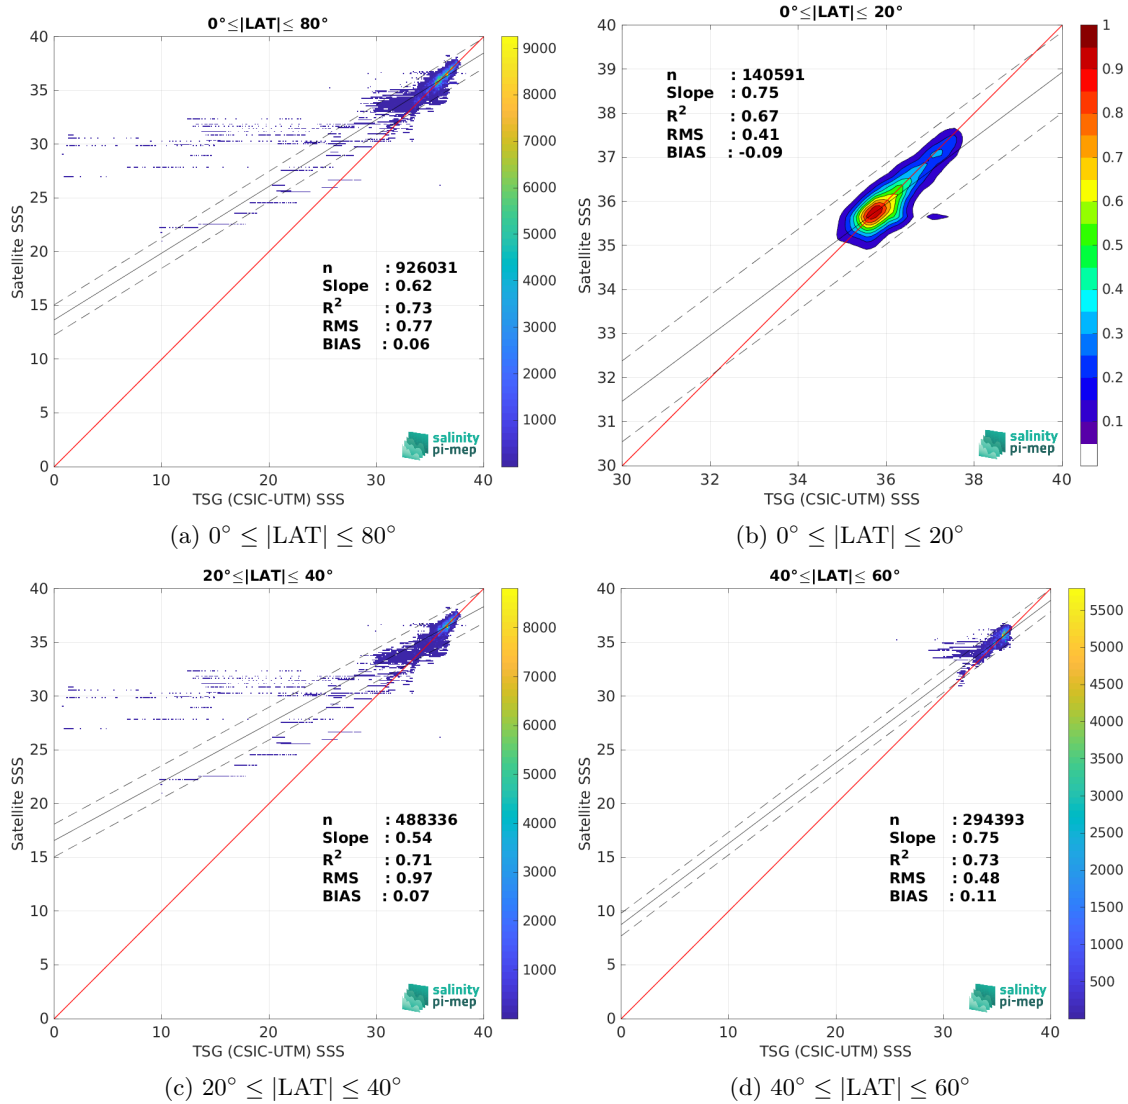 0°≤|LAT|≤ 80°
40
35
30
25
20
15
10
5
0
Satellite SSS
n : 926031
Slope : 0.62
R² : 0.73
RMS : 0.77
BIAS : 0.06
salinity
pi-mep
0 10 20 30 40
TSG (CSIC-UTM) SSS
9000
8000
7000
6000
5000
4000
3000
2000
1000
(a) 0° ≤ |LAT| ≤ 80°
0°≤|LAT|≤ 20°
40
39
38
37
36
35
34
33
32
31
30
Satellite SSS
n : 140591
Slope : 0.75
R² : 0.67
RMS : 0.41
BIAS : -0.09
salinity
pi-mep
30 32 34 36 38 40
TSG (CSIC-UTM) SSS
1
0.9
0.8
0.7
0.6
0.5
0.4
0.3
0.2
0.1
(b) 0° ≤ |LAT| ≤ 20°
20°≤|LAT|≤ 40°
40
35
30
25
20
15
10
5
0
Satellite SSS
n : 488336
Slope : 0.54
R² : 0.71
RMS : 0.97
BIAS : 0.07
salinity
pi-mep
0 10 20 30 40
TSG (CSIC-UTM) SSS
8000
7000
6000
5000
4000
3000
2000
1000
(c) 20° ≤ |LAT| ≤ 40°
40°≤|LAT|≤ 60°
40
35
30
25
20
15
10
5
0
Satellite SSS
n : 294393
Slope : 0.75
R² : 0.73
RMS : 0.48
BIAS : 0.11
salinity
pi-mep
0 10 20 30 40
TSG (CSIC-UTM) SSS
5500
5000
4500
4000
3500
3000
2500
2000
1500
1000
500
(d) 40° ≤ |LAT| ≤ 60°